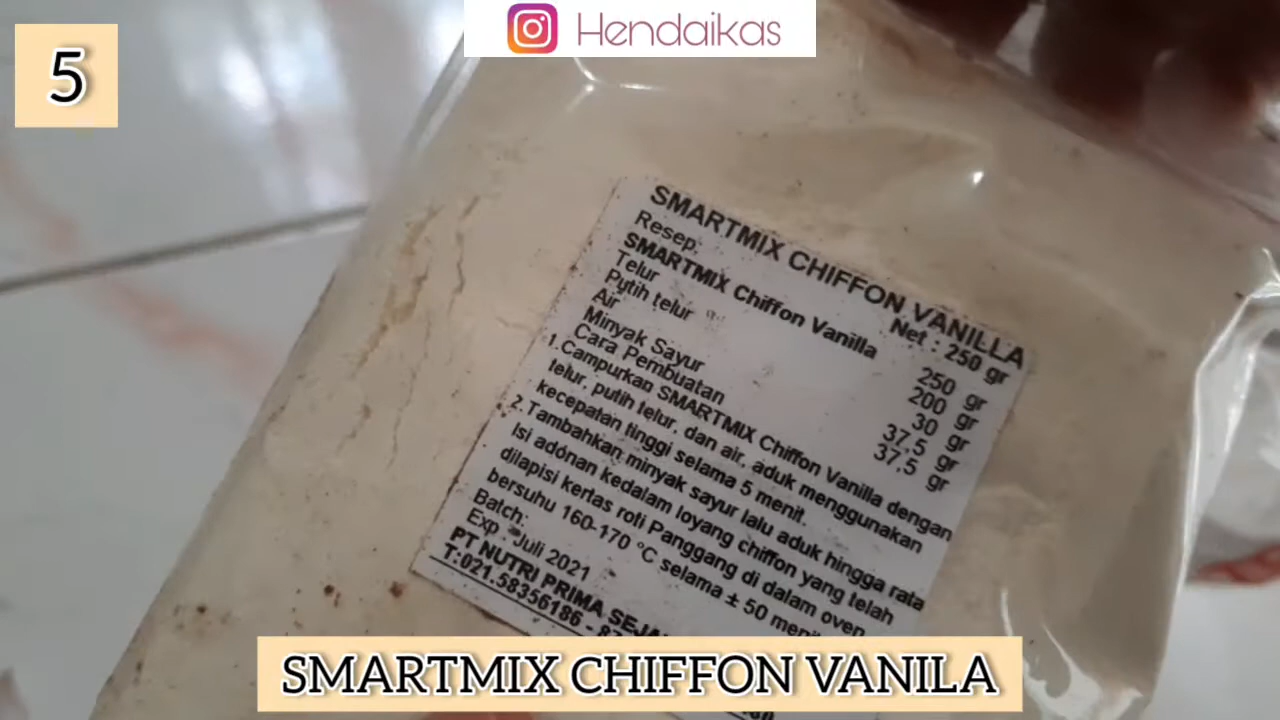 5
Hendaikas
SMARTMIX CHIFFON VANILLA
Resep: Net : 250 gr
SMARTMIX Chiffon Vanilla 250 gr
Telur 200 gr
Putih telur 30 gr
Air 37,5 gr
Minyak Sayur 37,5 gr
Cara Pembuatan
1.Campurkan SMARTMIX Chiffon Vanilla dengan
telur, putih telur, dan air, aduk menggunakan
kecepatan tinggi selama 5 menit.
2.Tambahkan minyak sayur lalu aduk hingga rata
Isi adonan kedalam loyang chiffon yang telah
dilapisi kertas roti Panggang di dalam oven
bersuhu 160-170 °C selama ± 50
Batch:
Exp : Juli 2021
PT NUTRI PRIMA
T:021.58356186 -
SMARTMIX CHIFFON VANILA